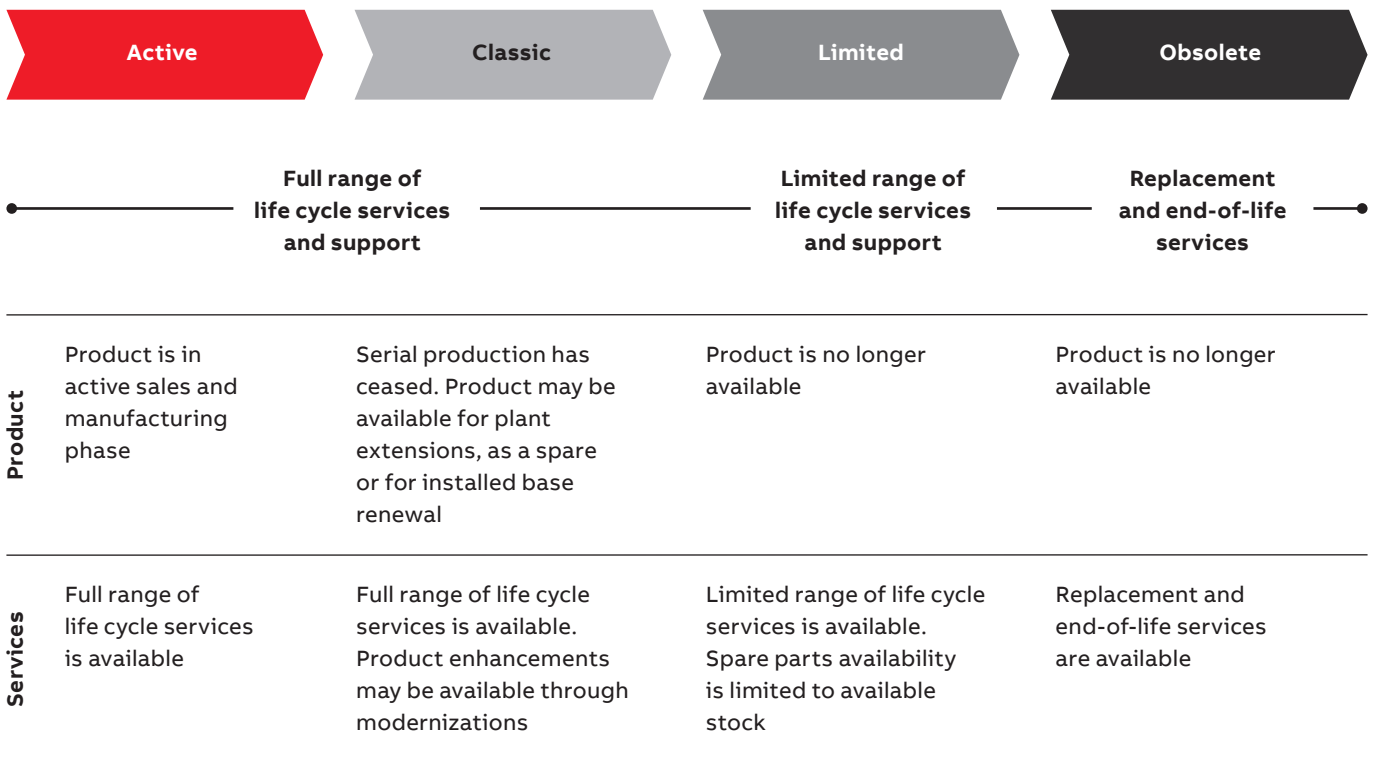 Active
Classic
Limited
Obsolete
Full range of
life cycle services
and support
Limited range of
life cycle services
and support
Replacement
and end-of-life
services
Product
Product is in
active sales and
manufacturing
phase
Serial production has
ceased. Product may be
available for plant
extensions, as a spare
or for installed base
renewal
Product is no longer
available
Product is no longer
available
Services
Full range of
life cycle services
is available
Full range of life cycle
services is available.
Product enhancements
may be available through
modernizations
Limited range of life cycle
services is available.
Spare parts availability
is limited to available
stock
Replacement and
end-of-life services
are available